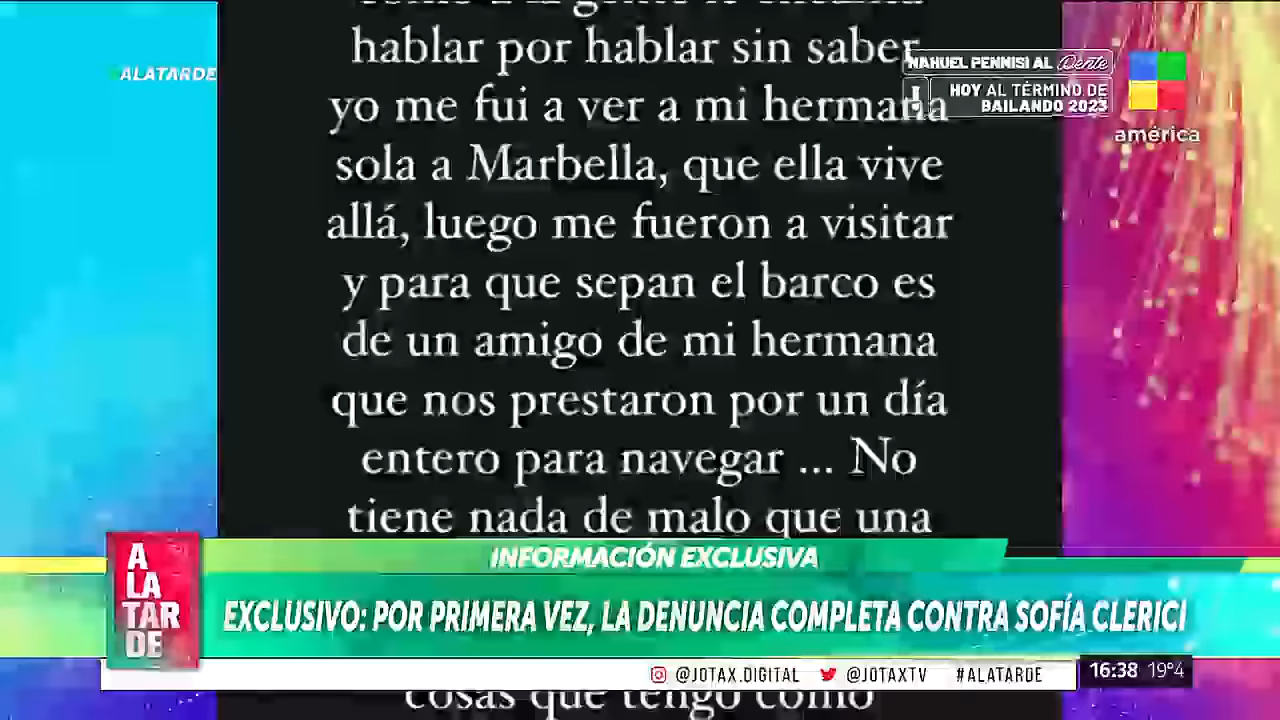 hablar por hablar sin saber
yo me fui a ver a mi hermana
sola a Marbella, que ella vive
allá, luego me fueron a visitar
y para que sepan el barco es
de un amigo de mi hermana
que nos prestaron por un día
entero para navegar ... No
tiene nada de malo que una
cosas que tengo como
#ALATARDE
NAHUEL PENNISI AL Dente
HOY AL TÉRMINO DE
BAILANDO 2023
américa
INFORMACIÓN EXCLUSIVA
A
LA
TAR
DE
EXCLUSIVO: POR PRIMERA VEZ, LA DENUNCIA COMPLETA CONTRA SOFÍA CLERICI
@JOTAX.DIGITAL @JOTAXTV #ALATARDE
16:38 19°4